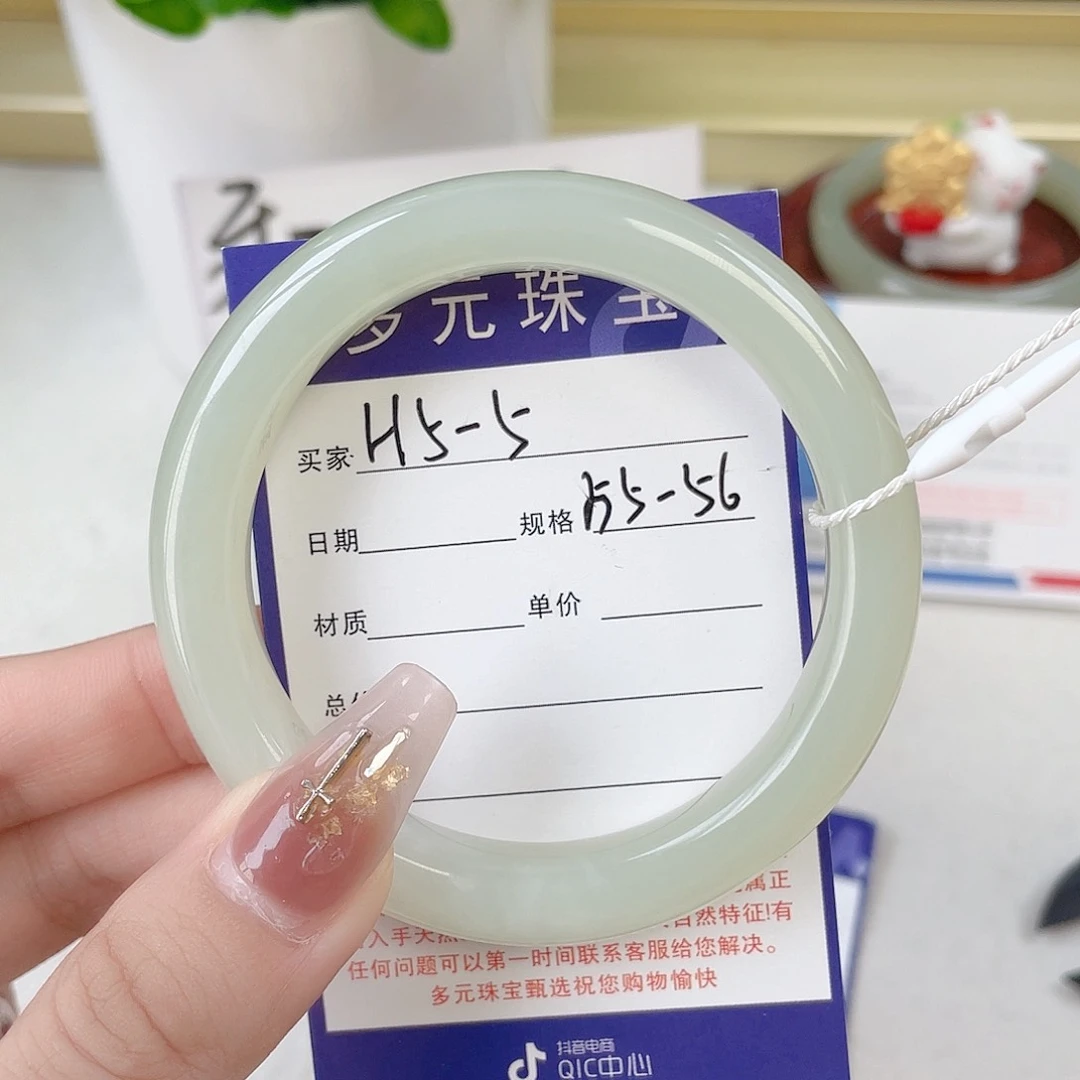 多元珠宝
买家 H5-5
日期 规格 55-56
材质 单价
属正
自然特征!有
任何问题可以第一时间联系客服给您解决。
多元珠宝甄选祝您购物愉快
抖音电商
QIC中心